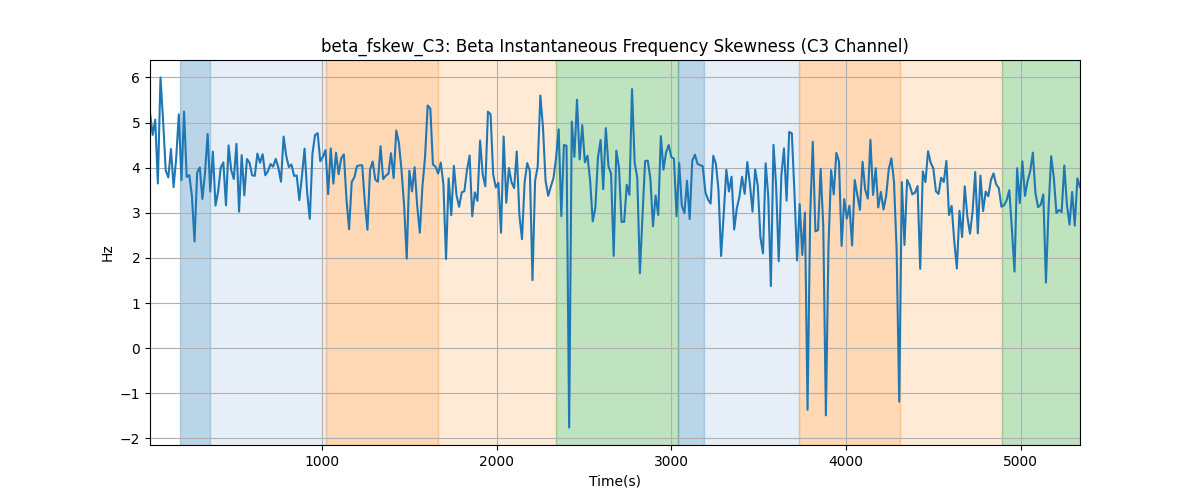 beta_fskew_C3: Beta Instantaneous Frequency Skewness (C3 Channel)
6
5
4
3
2
1
0
−1
−2
Hz
1000 2000 3000 4000 5000
Time(s)